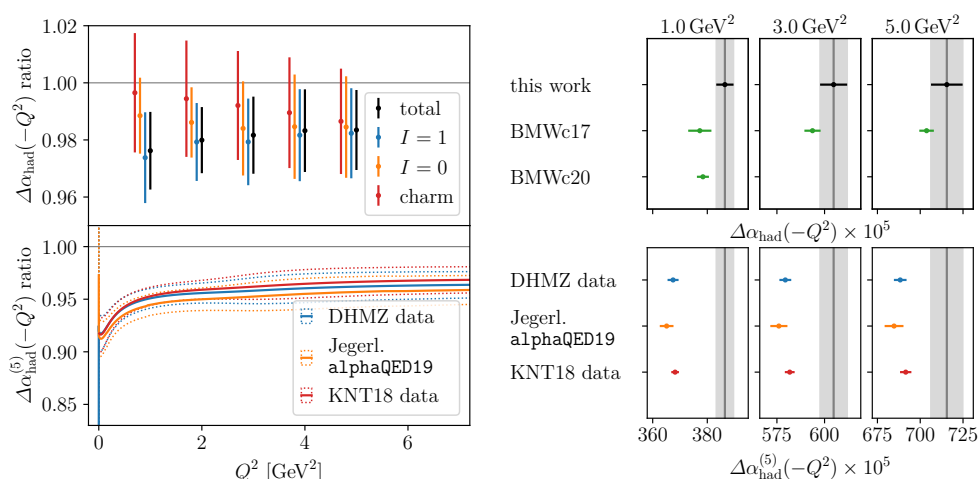 1.02
1.00
0.98
0.96
Δα_had(−Q²) ratio
total
I = 1
I = 0
charm
1.00
0.95
0.90
0.85
Δα_had^(5)(−Q²) ratio
DHMZ data
Jegerl.
alphaQED19
KNT18 data
0 2 4 6
Q² [GeV²]
1.0 GeV² 3.0 GeV² 5.0 GeV²
this work
BMWc17
BMWc20
360 380 575 600 675 700 725
Δα_had(−Q²) × 10⁵
DHMZ data
Jegerl.
alphaQED19
KNT18 data
Δα_had^(5)(−Q²) × 10⁵